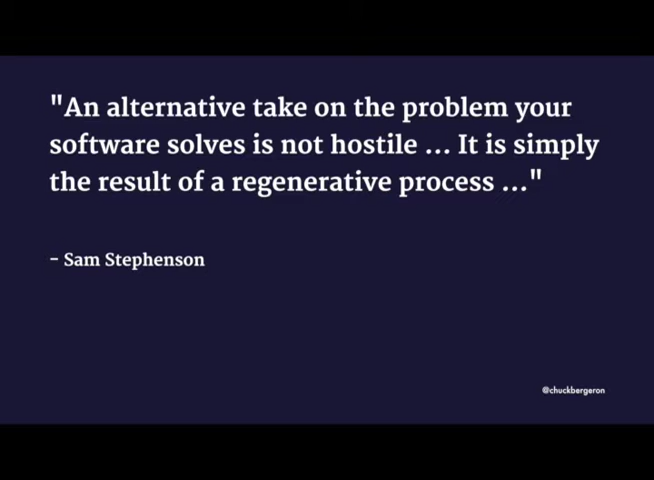 "An alternative take on the problem your
software solves is not hostile ... It is simply
the result of a regenerative process ..."
- Sam Stephenson
@chuckbergeron